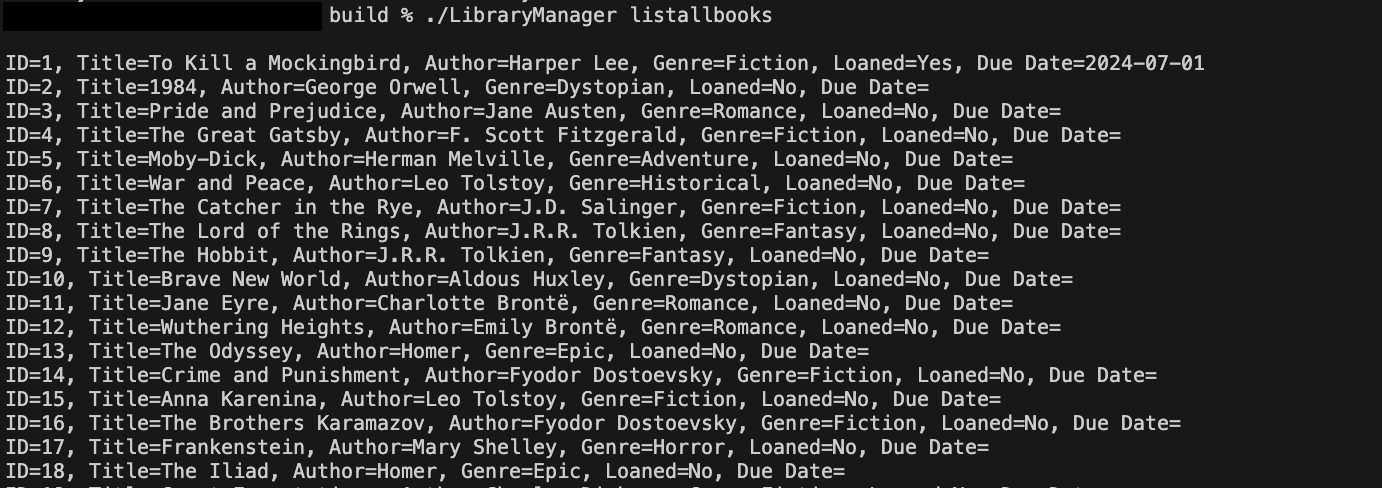 build % ./LibraryManager listallbooks
ID=1, Title=To Kill a Mockingbird, Author=Harper Lee, Genre=Fiction, Loaned=Yes, Due Date=2024-07-01
ID=2, Title=1984, Author=George Orwell, Genre=Dystopian, Loaned=No, Due Date=
ID=3, Title=Pride and Prejudice, Author=Jane Austen, Genre=Romance, Loaned=No, Due Date=
ID=4, Title=The Great Gatsby, Author=F. Scott Fitzgerald, Genre=Fiction, Loaned=No, Due Date=
ID=5, Title=Moby-Dick, Author=Herman Melville, Genre=Adventure, Loaned=No, Due Date=
ID=6, Title=War and Peace, Author=Leo Tolstoy, Genre=Historical, Loaned=No, Due Date=
ID=7, Title=The Catcher in the Rye, Author=J.D. Salinger, Genre=Fiction, Loaned=No, Due Date=
ID=8, Title=The Lord of the Rings, Author=J.R.R. Tolkien, Genre=Fantasy, Loaned=No, Due Date=
ID=9, Title=The Hobbit, Author=J.R.R. Tolkien, Genre=Fantasy, Loaned=No, Due Date=
ID=10, Title=Brave New World, Author=Aldous Huxley, Genre=Dystopian, Loaned=No, Due Date=
ID=11, Title=Jane Eyre, Author=Charlotte Brontë, Genre=Romance, Loaned=No, Due Date=
ID=12, Title=Wuthering Heights, Author=Emily Brontë, Genre=Romance, Loaned=No, Due Date=
ID=13, Title=The Odyssey, Author=Homer, Genre=Epic, Loaned=No, Due Date=
ID=14, Title=Crime and Punishment, Author=Fyodor Dostoevsky, Genre=Fiction, Loaned=No, Due Date=
ID=15, Title=Anna Karenina, Author=Leo Tolstoy, Genre=Fiction, Loaned=No, Due Date=
ID=16, Title=The Brothers Karamazov, Author=Fyodor Dostoevsky, Genre=Fiction, Loaned=No, Due Date=
ID=17, Title=Frankenstein, Author=Mary Shelley, Genre=Horror, Loaned=No, Due Date=
ID=18, Title=The Iliad, Author=Homer, Genre=Epic, Loaned=No, Due Date=